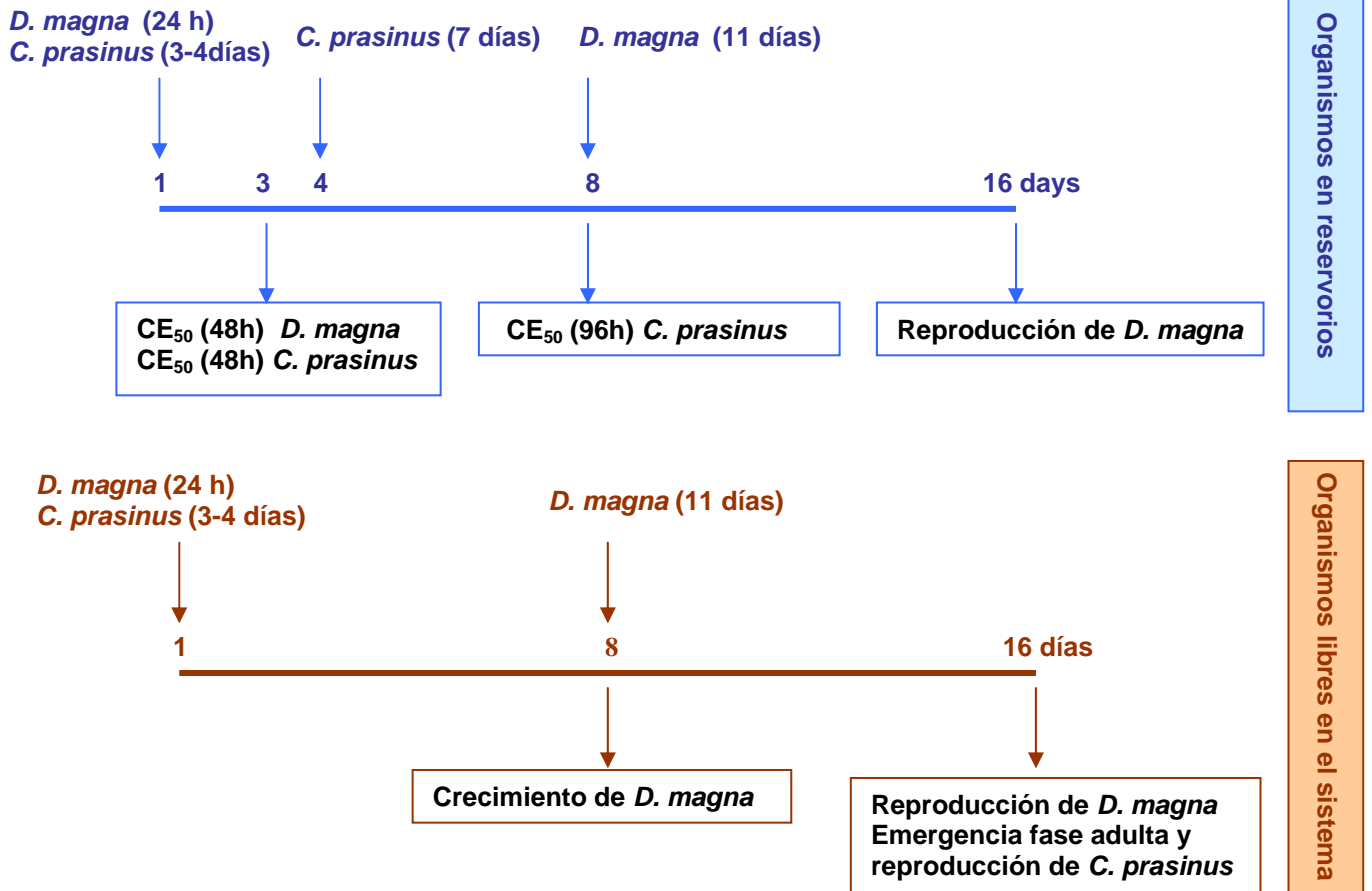 D. magna (24 h)
C. prasinus (3-4días)
C. prasinus (7 días)
D. magna (11 días)
1
3
4
8
16 days
CE50 (48h) D. magna
CE50 (48h) C. prasinus
CE50 (96h) C. prasinus
Reproducción de D. magna
Organismos en reservorios
D. magna (24 h)
C. prasinus (3-4 días)
D. magna (11 días)
1
8
16 días
Crecimiento de D. magna
Reproducción de D. magna
Emergencia fase adulta y
reproducción de C. prasinus
Organismos libres en el sistema